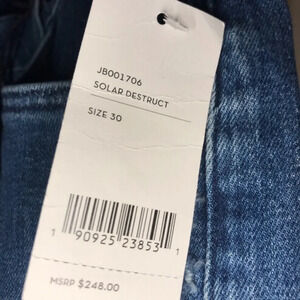 JB001706
SOLAR DESTRUCT
SIZE 30
1 90925 23853 1
MSRP $248.00